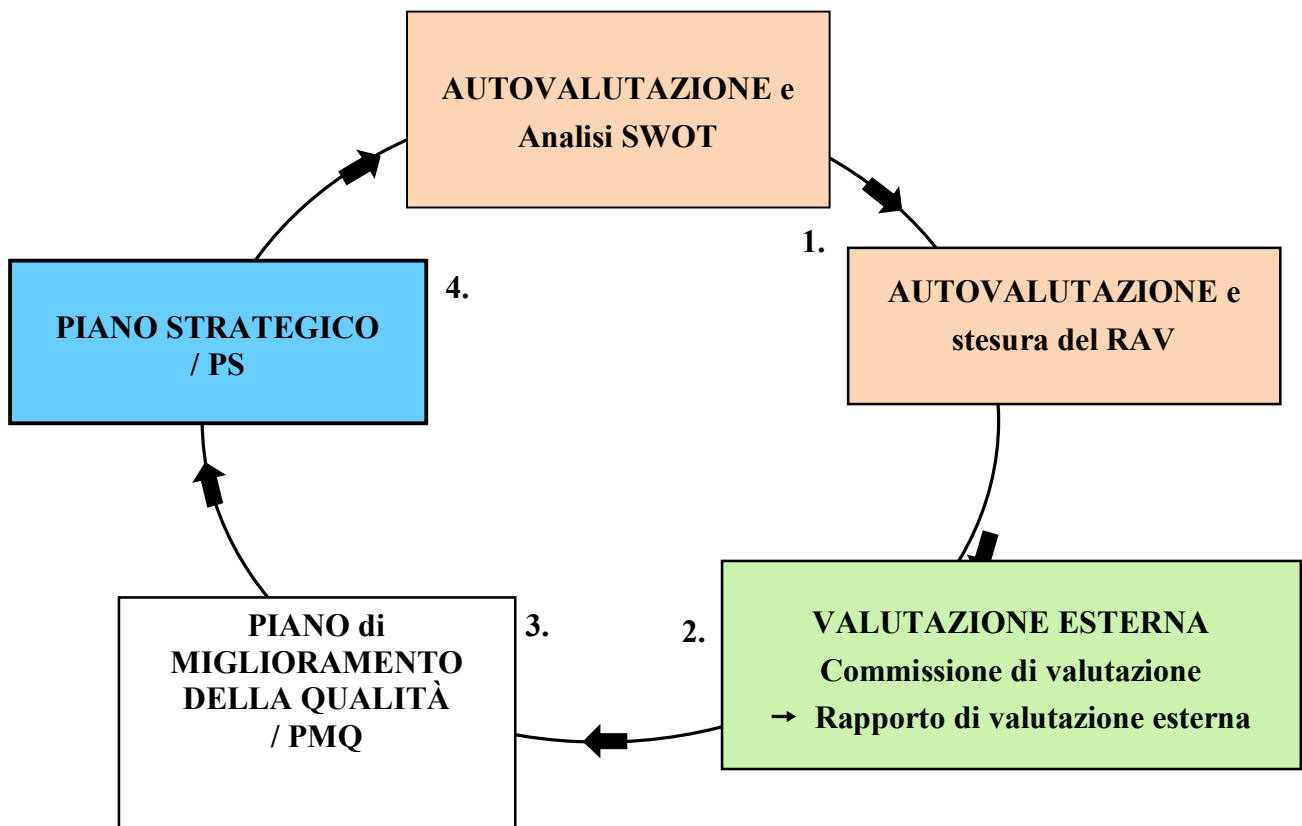 AUTOVALUTAZIONE e
Analisi SWOT
1.
AUTOVALUTAZIONE e
stesura del RAV
2.
VALUTAZIONE ESTERNA
Commissione di valutazione
→ Rapporto di valutazione esterna
3.
PIANO di
MIGLIORAMENTO
DELLA QUALITÀ
/ PMQ
4.
PIANO STRATEGICO
/ PS